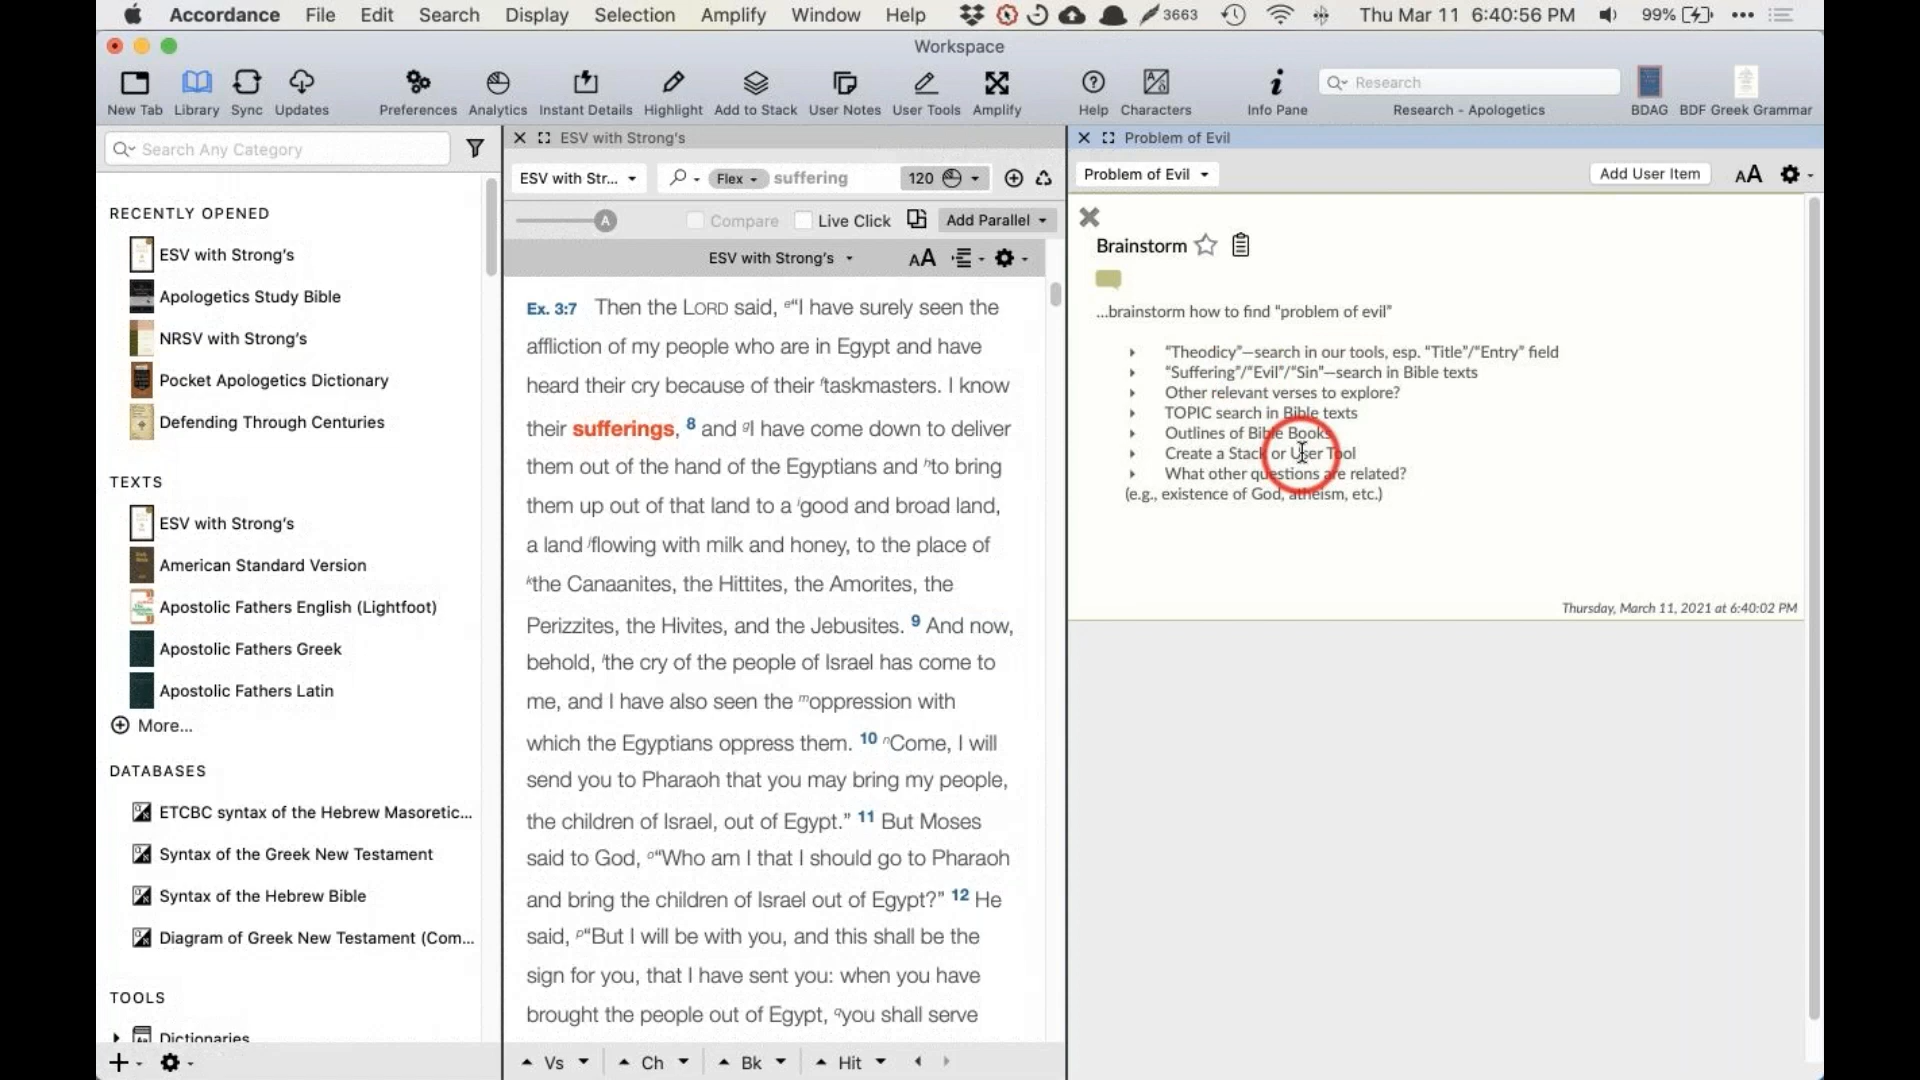 Accordance File Edit Search Display Selection Amplify Window Help 3663 Thu Mar 11 6:40:56 PM 99%
Workspace
New Tab Library Sync Updates Preferences Analytics Instant Details Highlight Add to Stack User Notes User Tools Amplify Help Characters Info Pane Research Research - Apologetics BDAG BDF Greek Grammar
Search Any Category
RECENTLY OPENED
ESV with Strong's
Apologetics Study Bible
NRSV with Strong's
Pocket Apologetics Dictionary
Defending Through Centuries
TEXTS
ESV with Strong's
American Standard Version
Apostolic Fathers English (Lightfoot)
Apostolic Fathers Greek
Apostolic Fathers Latin
More...
DATABASES
ETCBC syntax of the Hebrew Masoretic...
Syntax of the Greek New Testament
Syntax of the Hebrew Bible
Diagram of Greek New Testament (Com...
TOOLS
Dictionaries
ESV with Strong's
ESV with Str... Flex suffering 120
A Compare Live Click Add Parallel
ESV with Strong's AA
Ex. 3:7 Then the LORD said, e“I have surely seen the
affliction of my people who are in Egypt and have
heard their cry because of their ftaskmasters. I know
their sufferings, 8 and gI have come down to deliver
them out of the hand of the Egyptians and hto bring
them up out of that land to a igood and broad land,
a land jflowing with milk and honey, to the place of
kthe Canaanites, the Hittites, the Amorites, the
Perizzites, the Hivites, and the Jebusites. 9 And now,
behold, lthe cry of the people of Israel has come to
me, and I have also seen the moppression with
which the Egyptians oppress them. 10 nCome, I will
send you to Pharaoh that you may bring my people,
the children of Israel, out of Egypt.” 11 But Moses
said to God, o“Who am I that I should go to Pharaoh
and bring the children of Israel out of Egypt?” 12 He
said, p“But I will be with you, and this shall be the
sign for you, that I have sent you: when you have
brought the people out of Egypt, qyou shall serve
Vs Ch Bk Hit
Problem of Evil
Problem of Evil Add User Item AA
Brainstorm
...brainstorm how to find “problem of evil”
“Theodicy”—search in our tools, esp. “Title”/“Entry” field
“Suffering”/“Evil”/“Sin”—search in Bible texts
Other relevant verses to explore?
TOPIC search in Bible texts
Outlines of Bible Books
Create a Stack or User Tool
What other questions are related?
(e.g., existence of God, atheism, etc.)
Thursday, March 11, 2021 at 6:40:02 PM